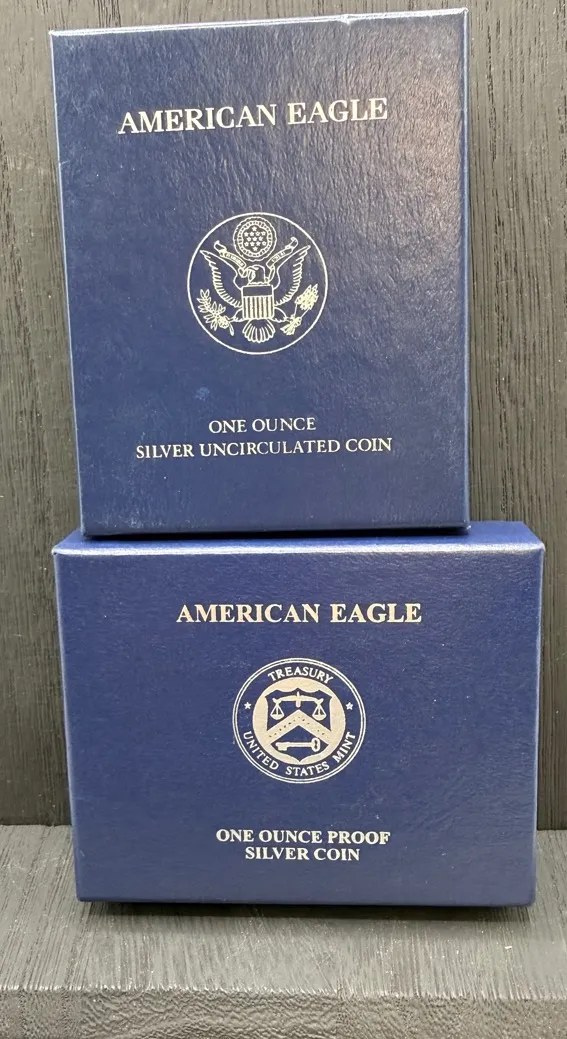 AMERICAN EAGLE
ONE OUNCE
SILVER UNCIRCULATED COIN
AMERICAN EAGLE
TREASURY
UNITED STATES MINT
ONE OUNCE PROOF
SILVER COIN